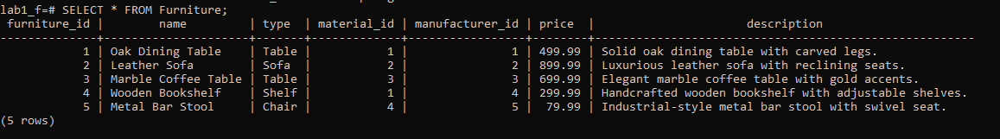 lab1_f=# SELECT * FROM Furniture;
 furniture_id |        name         | type  | material_id | manufacturer_id | price  |                      description
--------------+---------------------+-------+-------------+-----------------+--------+-------------------------------------------------------
            1 | Oak Dining Table    | Table |           1 |               1 | 499.99 | Solid oak dining table with carved legs.
            2 | Leather Sofa        | Sofa  |           2 |               2 | 899.99 | Luxurious leather sofa with reclining seats.
            3 | Marble Coffee Table | Table |           3 |               3 | 699.99 | Elegant marble coffee table with gold accents.
            4 | Wooden Bookshelf    | Shelf |           1 |               4 | 299.99 | Handcrafted wooden bookshelf with adjustable shelves.
            5 | Metal Bar Stool     | Chair |           4 |               5 |  79.99 | Industrial-style metal bar stool with swivel seat.
(5 rows)